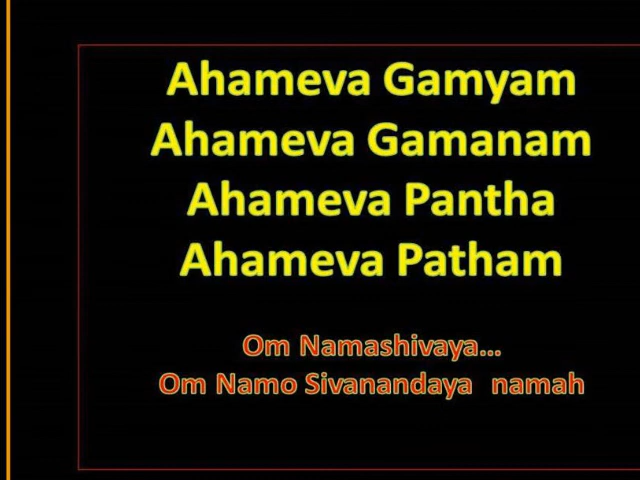 Ahameva Gamyam
Ahameva Gamanam
Ahameva Pantha
Ahameva Patham
Om Namashivaya...
Om Namo Sivanandaya namah